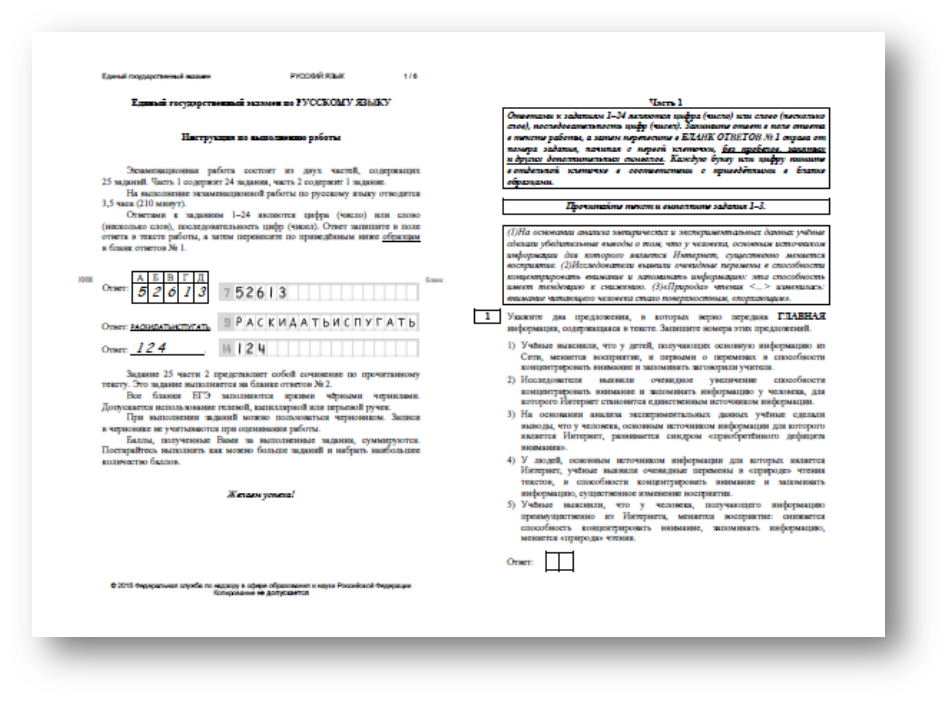 Единый государственный экзамен РУССКИЙ ЯЗЫК 1 / 6
Единый государственный экзамен по РУССКОМУ ЯЗЫКУ
Инструкция по выполнению работы
Экзаменационная работа состоит из двух частей, содержащих
25 заданий. Часть 1 содержит 24 задания, часть 2 содержит 1 задание.
На выполнение экзаменационной работы по русскому языку отводится
3,5 часа (210 минут).
Ответами к заданиям 1–24 являются цифра (число) или слово
(несколько слов), последовательность цифр (чисел). Ответ запишите в поле
ответа в тексте работы, а затем перенесите по приведённым ниже образцам
в бланк ответов № 1.
КИМ
Бланк
А Б В Г Д
Ответ: 5 2 6 1 3
7 52613
Ответ: РАСКИДАТЬИСПУГАТЬ.
РАСКИДАТЬИСПУГАТЬ
Ответ: 124.
14 124
Задание 25 части 2 представляет собой сочинение по прочитанному
тексту. Это задание выполняется на бланке ответов № 2.
Все бланки ЕГЭ заполняются яркими чёрными чернилами.
Допускается использование гелевой, капиллярной или перьевой ручек.
При выполнении заданий можно пользоваться черновиком. Записи
в черновике не учитываются при оценивании работы.
Баллы, полученные Вами за выполненные задания, суммируются.
Постарайтесь выполнить как можно больше заданий и набрать наибольшее
количество баллов.
Желаем успеха!
© 2015 Федеральная служба по надзору в сфере образования и науки Российской Федерации
Копирование не допускается
Часть 1
Ответами к заданиям 1–24 являются цифра (число) или слово (несколько
слов), последовательность цифр (чисел). Запишите ответ в поле ответа
в тексте работы, а затем перенесите в БЛАНК ОТВЕТОВ № 1 справа от
номера задания, начиная с первой клеточки, без пробелов, запятых
и других дополнительных символов. Каждую букву или цифру пишите
в отдельной клеточке в соответствии с приведёнными в бланке
образцами.
Прочитайте текст и выполните задания 1–3.
(1)На основании анализа эмпирических и экспериментальных данных учёные
сделали убедительные выводы о том, что у человека, основным источником
информации для которого является Интернет, существенно меняется
восприятие. (2)Исследователи выявили очевидные перемены в способности
концентрировать внимание и запоминать информацию: эта способность
имеет тенденцию к снижению. (3)«Природа» чтения <...> изменилась:
внимание читающего человека стало поверхностным, «порхающим».
1 Укажите два предложения, в которых верно передана ГЛАВНАЯ
информация, содержащаяся в тексте. Запишите номера этих предложений.
1) Учёные выяснили, что у детей, получающих основную информацию из
Сети, меняется восприятие, и первыми о переменах в способности
концентрировать внимание и запоминать заговорили учителя.
2) Исследователи выявили очевидное увеличение способности
концентрировать внимание и запоминать информацию у человека, для
которого Интернет становится единственным источником информации.
3) На основании анализа экспериментальных данных учёные сделали
выводы, что у человека, основным источником информации для которого
является Интернет, развивается синдром «приобретённого дефицита
внимания».
4) У людей, основным источником информации для которых является
Интернет, учёные выявили очевидные перемены в «природе» чтения
текстов, в способности концентрировать внимание и запоминать
информацию, существенное изменение восприятия.
5) Учёные выяснили, что у человека, получающего информацию
преимущественно из Интернета, меняется восприятие: снижается
способность концентрировать внимание, запоминать информацию,
меняется «природа» чтения.
Ответ: